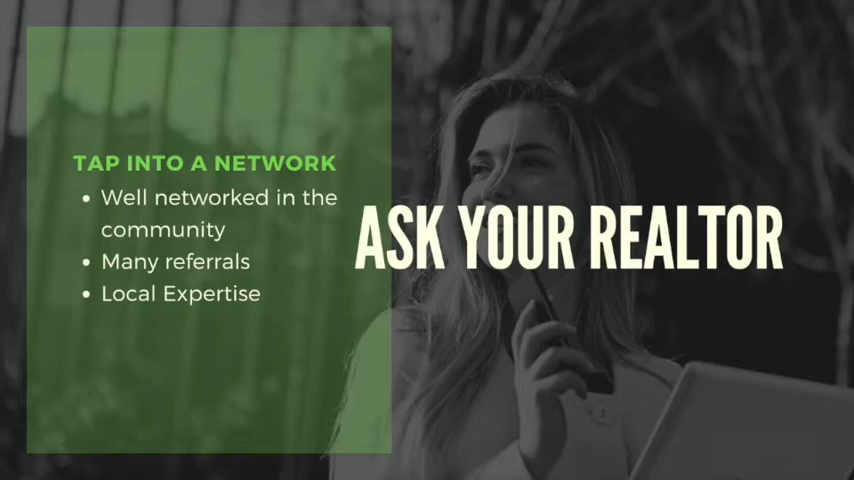 TAP INTO A NETWORK
• Well networked in the
community
• Many referrals
• Local Expertise
ASK YOUR REALTOR